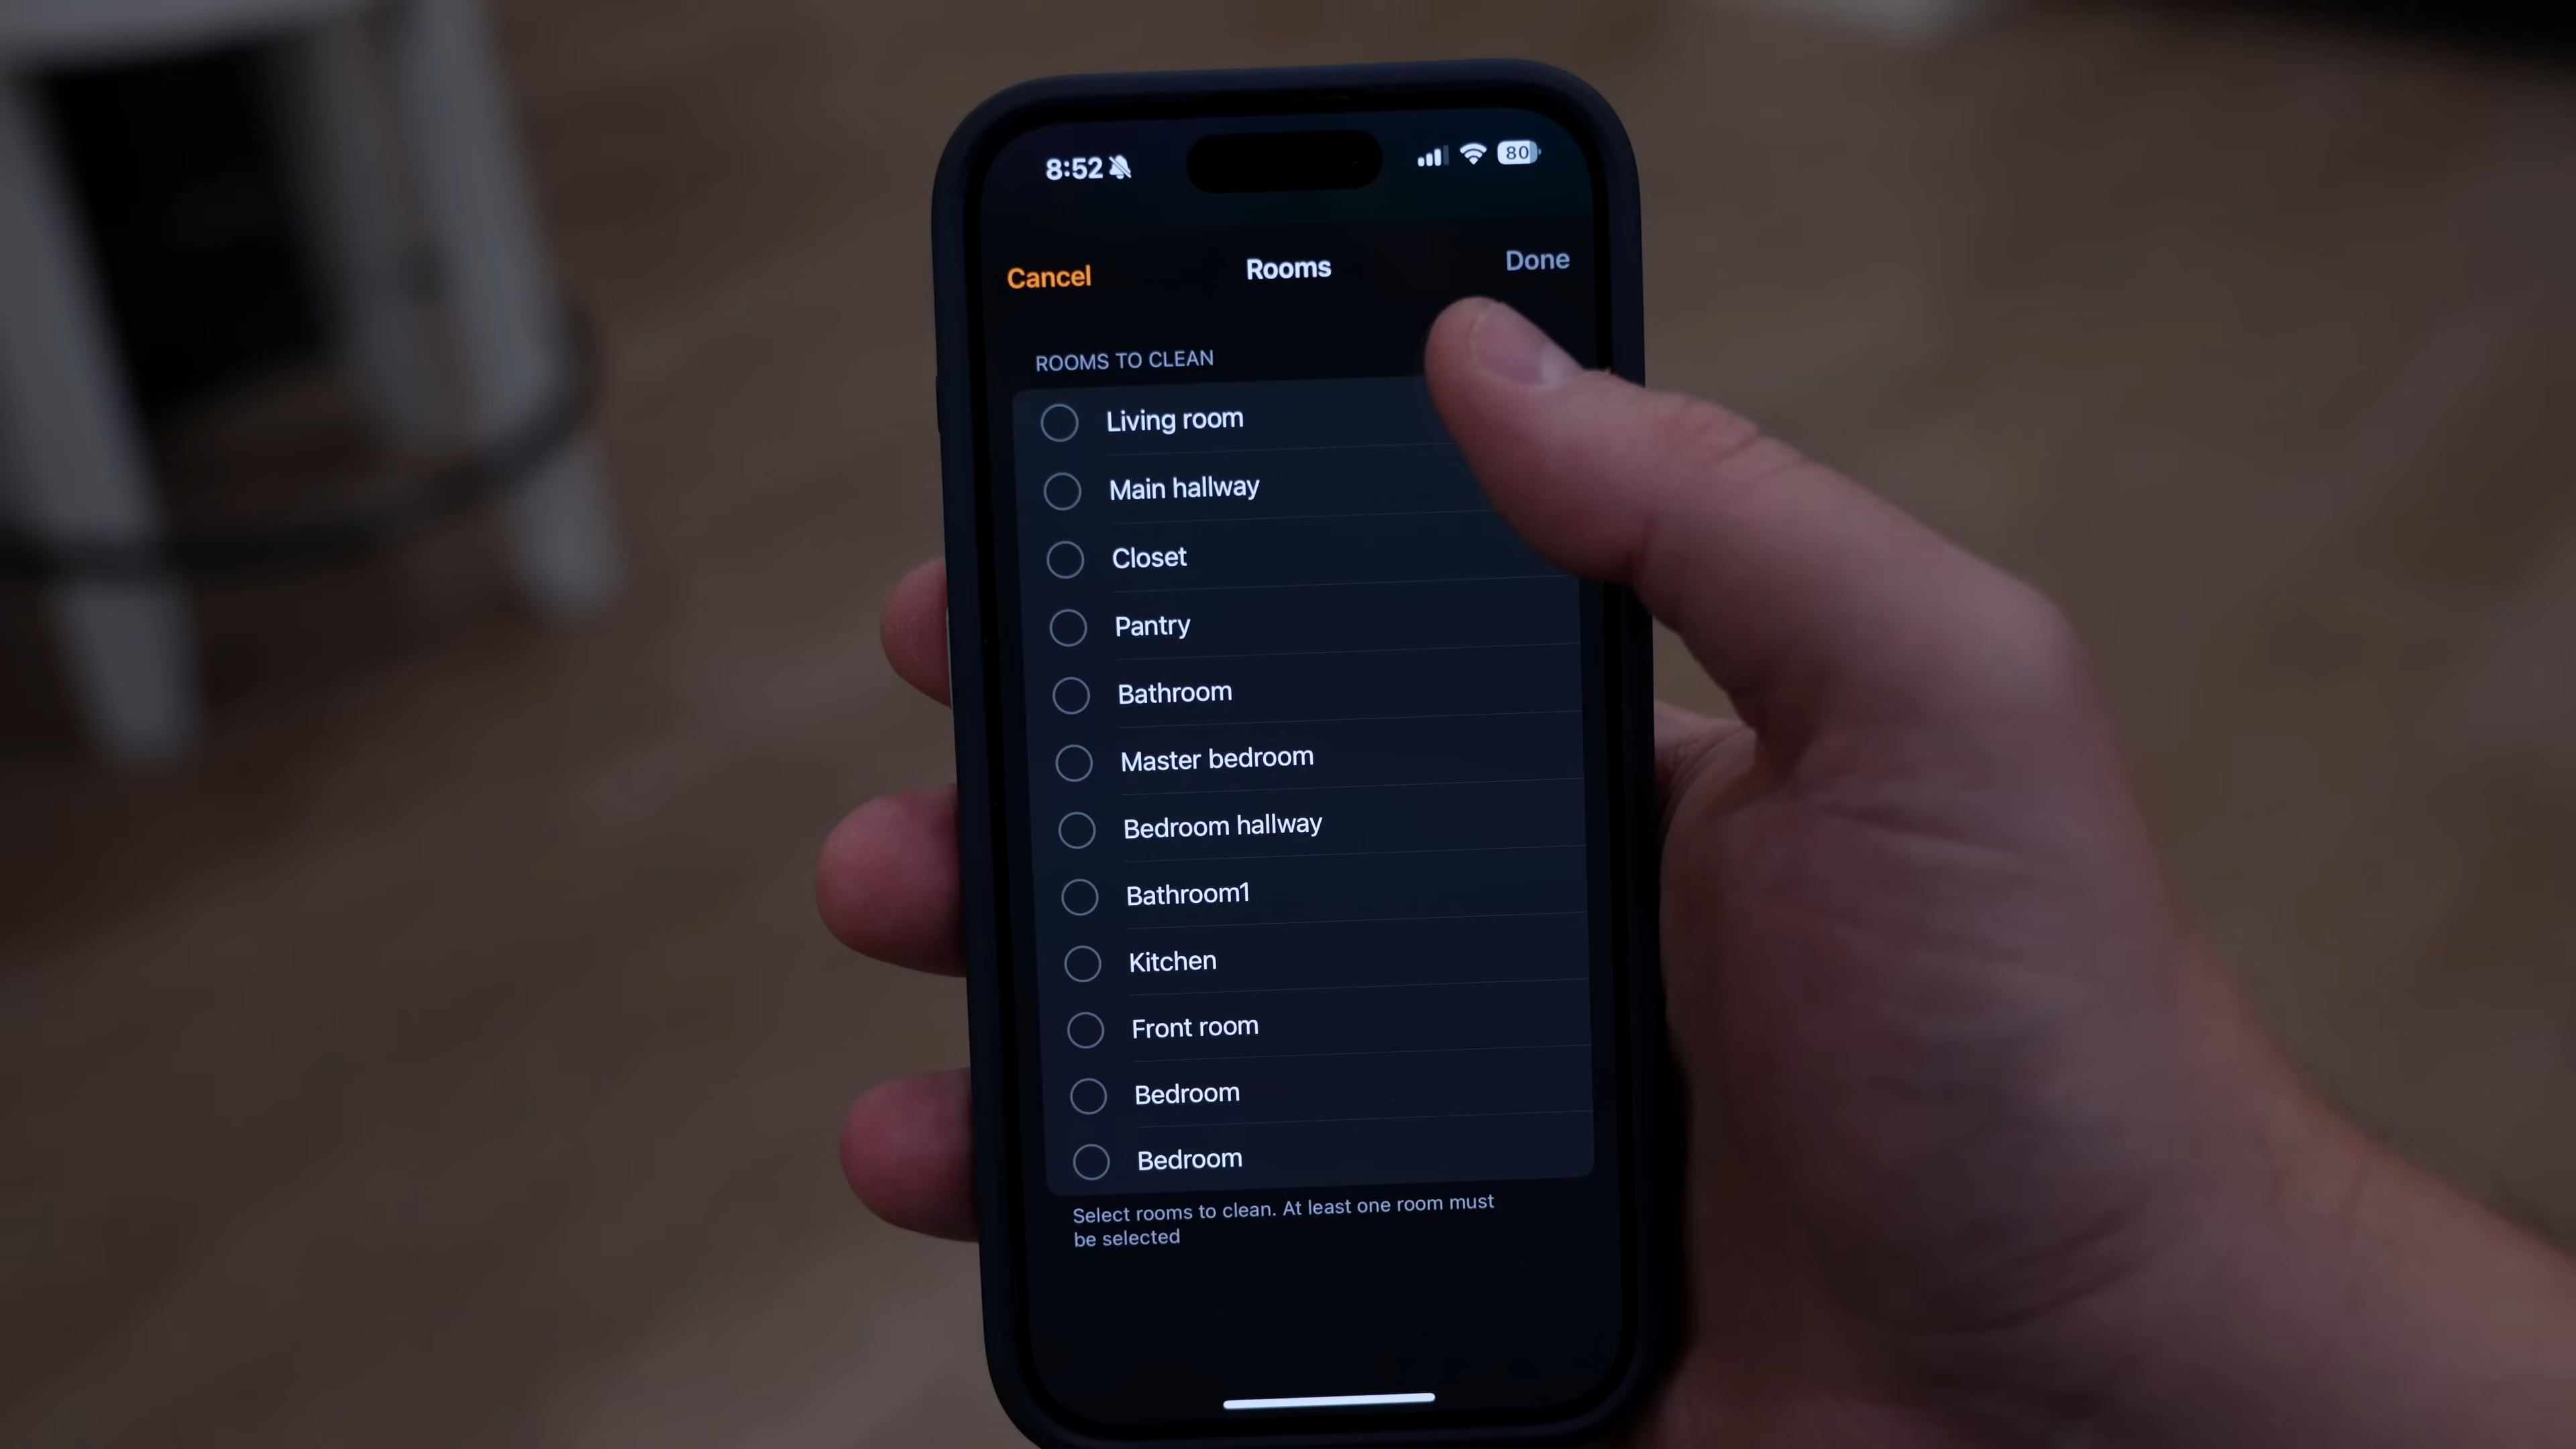 8:52
80
Cancel
Rooms
Done
ROOMS TO CLEAN
Living room
Main hallway
Closet
Pantry
Bathroom
Master bedroom
Bedroom hallway
Bathroom1
Kitchen
Front room
Bedroom
Bedroom
Select rooms to clean. At least one room must
be selected